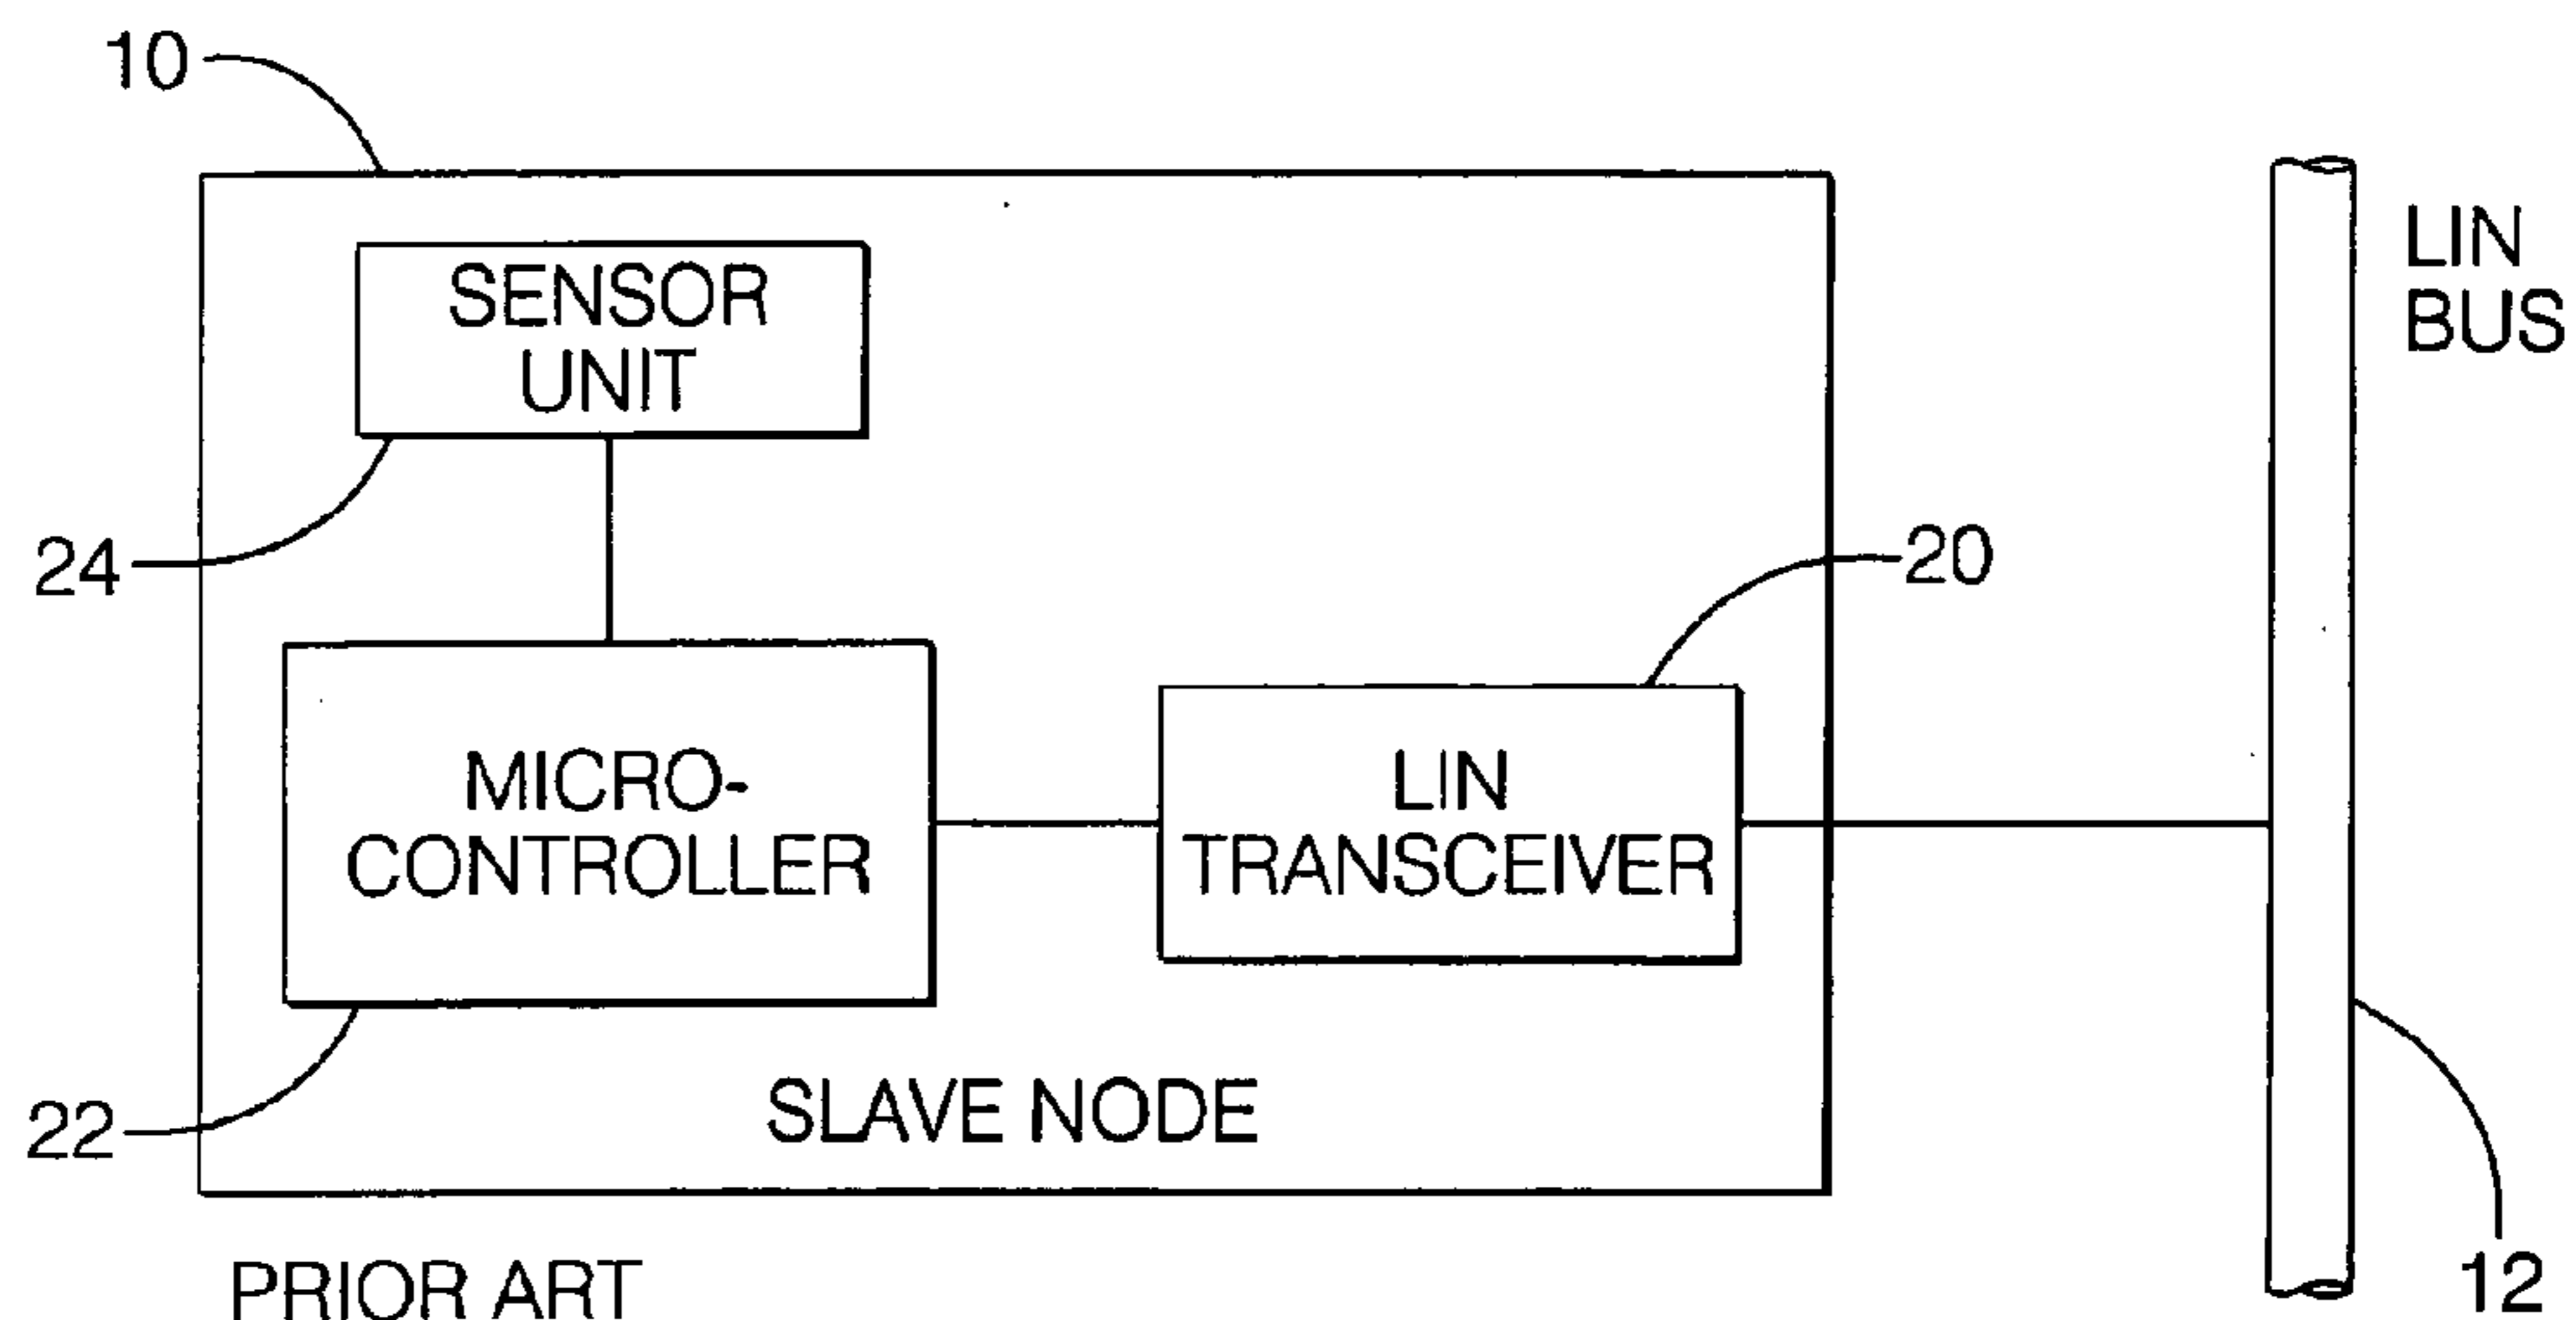 10
SENSOR
UNIT
LIN
BUS
24
20
MICRO-
CONTROLLER
LIN
TRANSCEIVER
22
SLAVE NODE
12
PRIOR ART